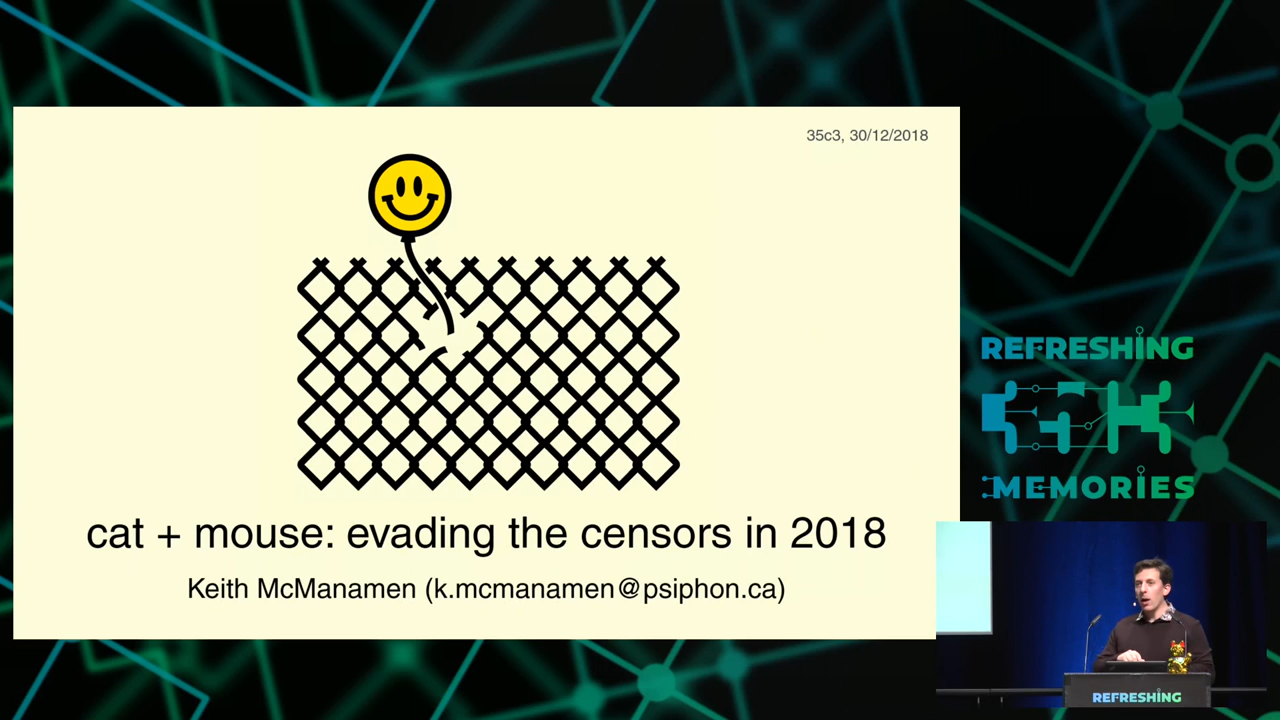 35c3, 30/12/2018
cat + mouse: evading the censors in 2018
Keith McManamen (k.mcmanamen@psiphon.ca)
REFRESHING
MEMORIES
REFRESHING